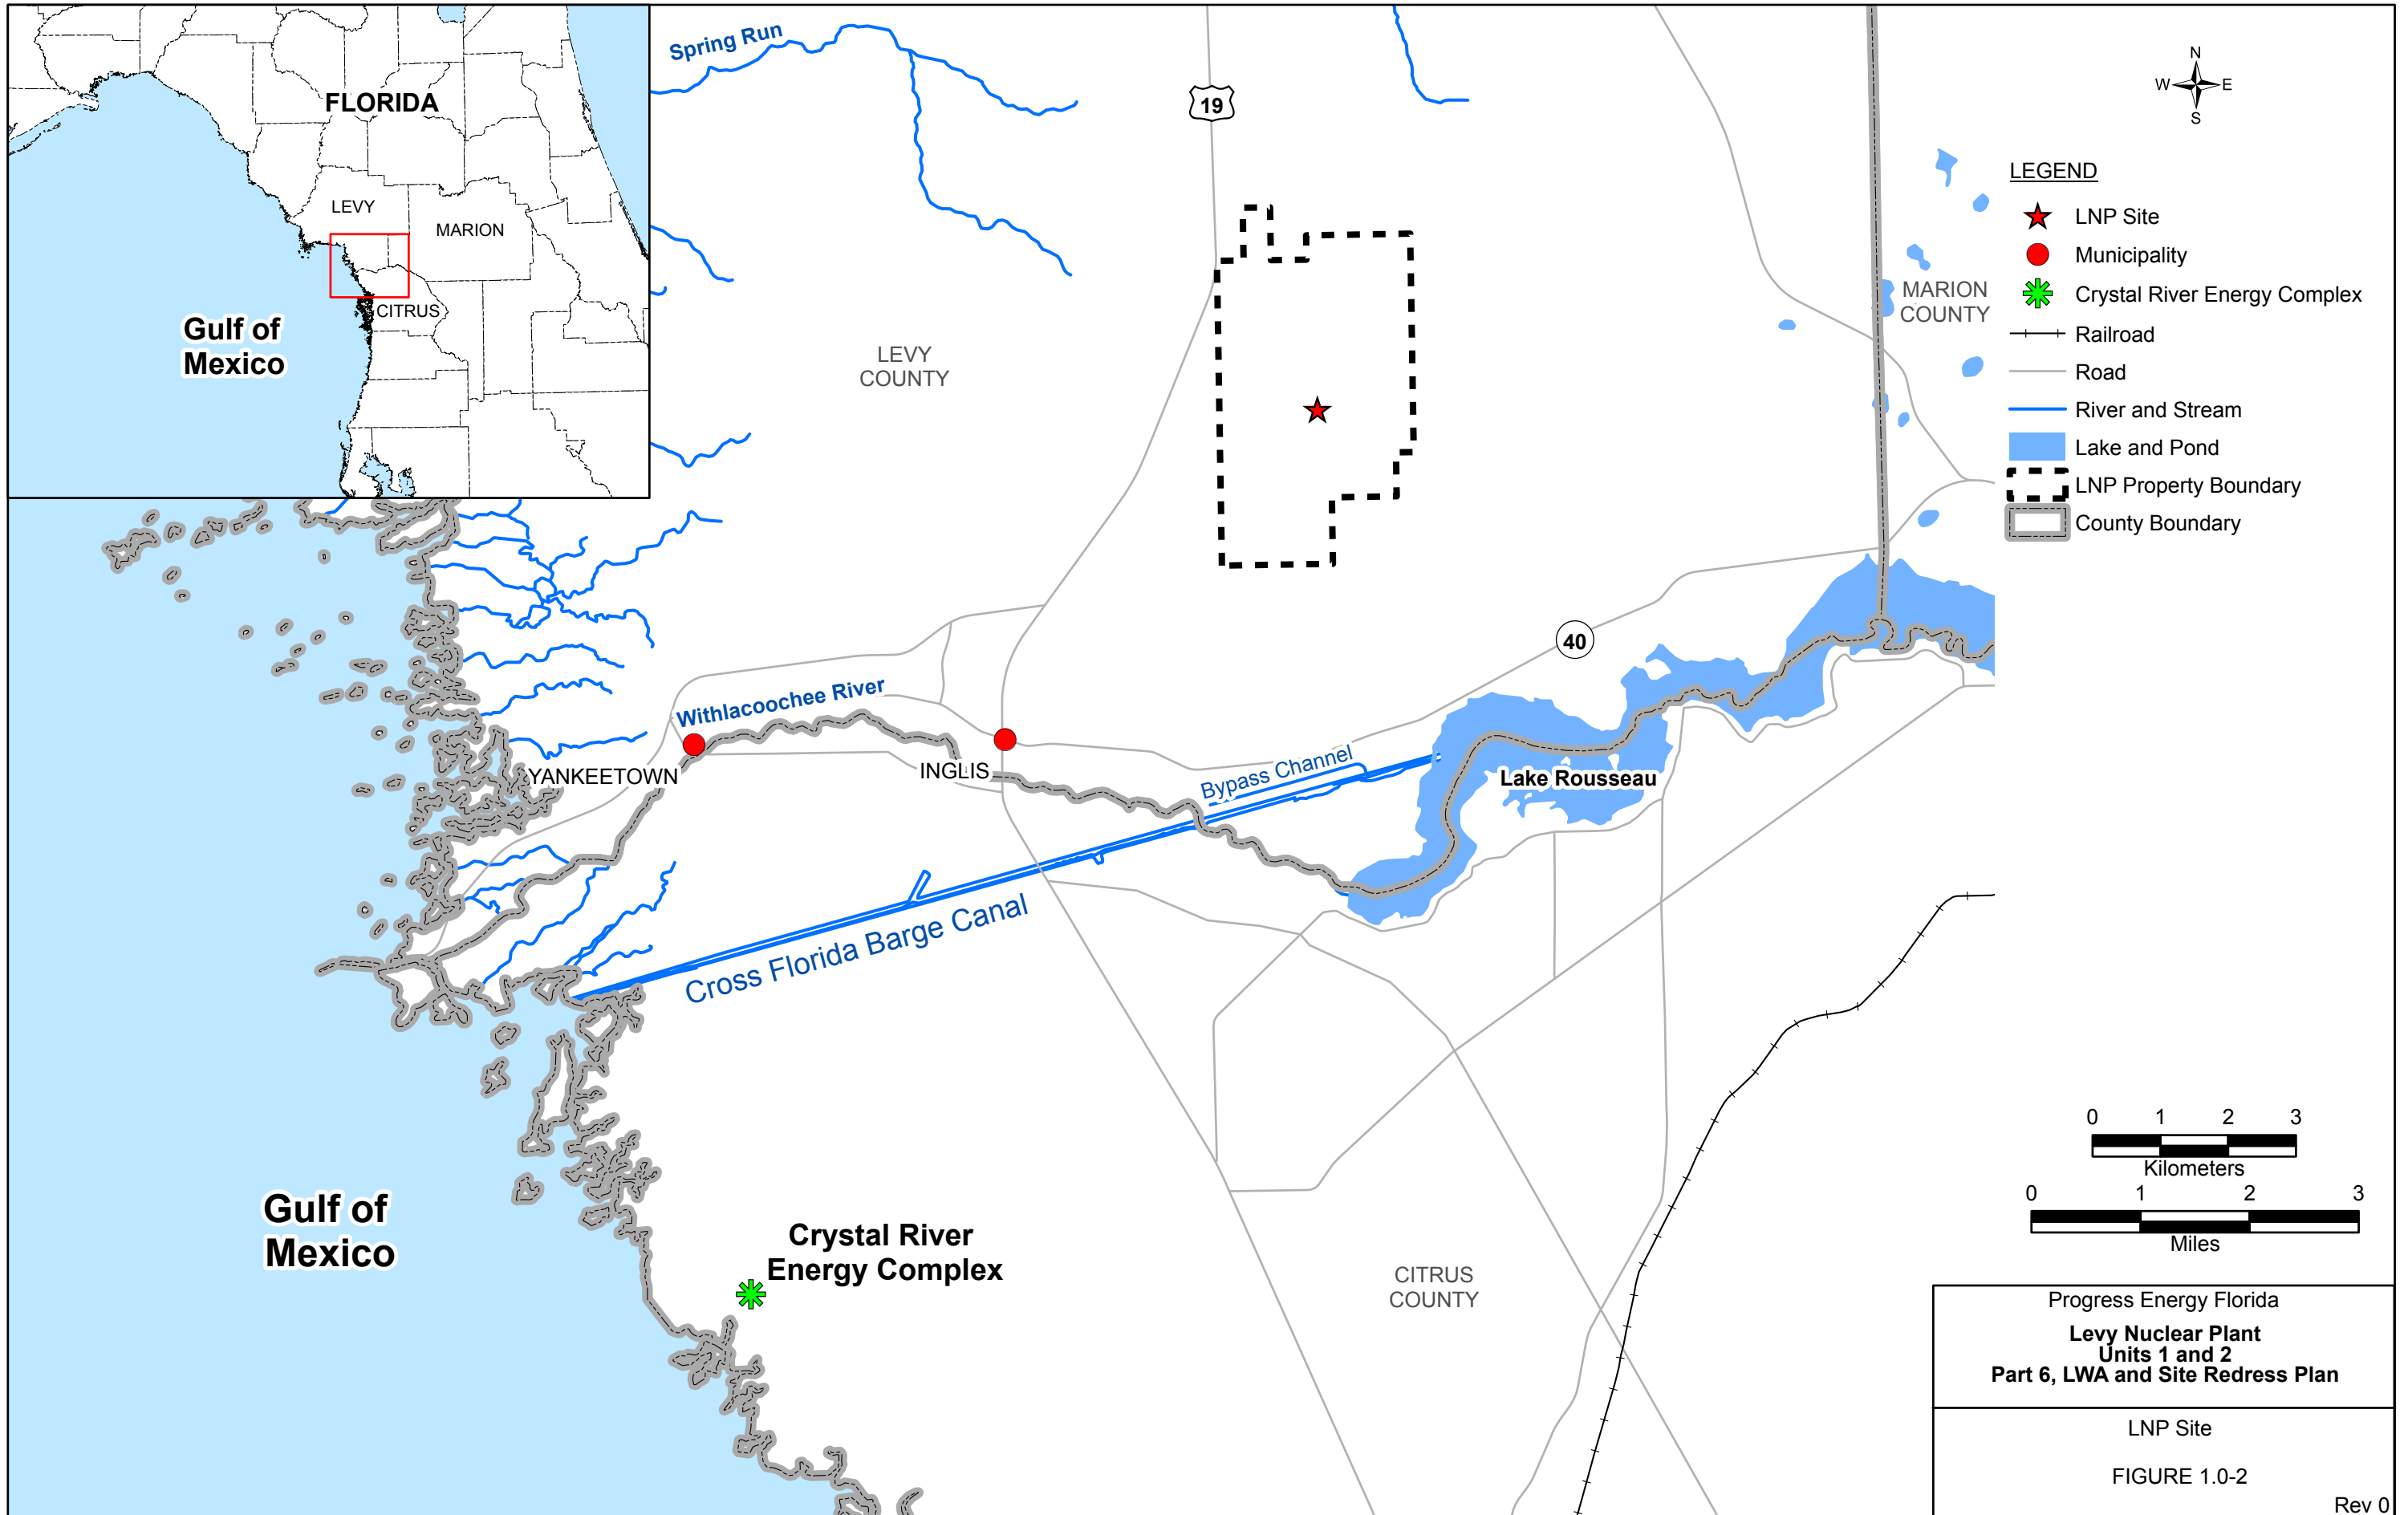 FLORIDA
LEVY
MARION
CITRUS
Gulf of
Mexico
Spring Run
19
N
W
E
S
LEGEND
LNP Site
Municipality
Crystal River Energy Complex
Railroad
Road
River and Stream
Lake and Pond
LNP Property Boundary
County Boundary
MARION
COUNTY
LEVY
COUNTY
40
Withlacoochee River
YANKEETOWN
INGLIS
Bypass Channel
Lake Rousseau
Cross Florida Barge Canal
Gulf of
Mexico
Crystal River
Energy Complex
CITRUS
COUNTY
0 1 2 3
Kilometers
0 1 2 3
Miles
Progress Energy Florida
Levy Nuclear Plant
Units 1 and 2
Part 6, LWA and Site Redress Plan
LNP Site
FIGURE 1.0-2
Rev 0